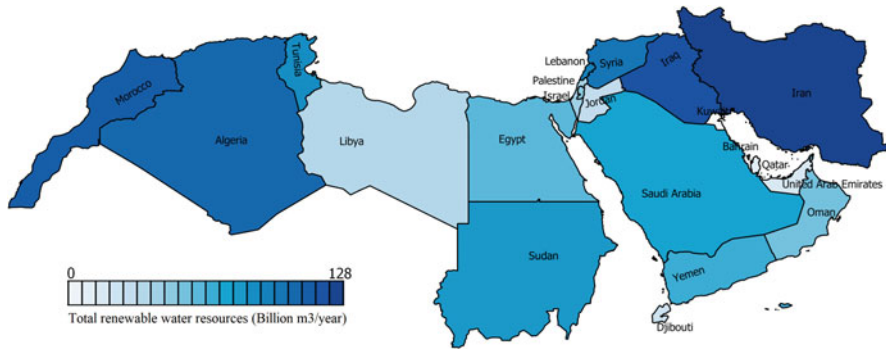 Tunisia
Morocco
Algeria
Libya
Egypt
Sudan
Lebanon
Syria
Palestine
Israel
Jordan
Iraq
Iran
Kuwait
Bahrain
Qatar
United Arab Emirates
Saudi Arabia
Oman
Yemen
Djibouti
0 128
Total renewable water resources (Billion m3/year)